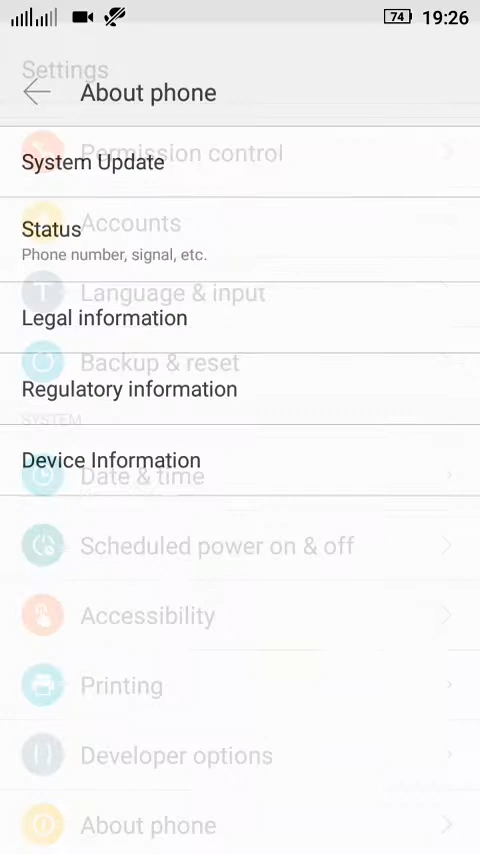 74 19:26
Settings
About phone
Permission control
System Update
Accounts
Status
Phone number, signal, etc.
Language & input
Legal information
Backup & reset
Regulatory information
SYSTEM
Device Information
Date & time
Scheduled power on & off
Accessibility
Printing
Developer options
About phone